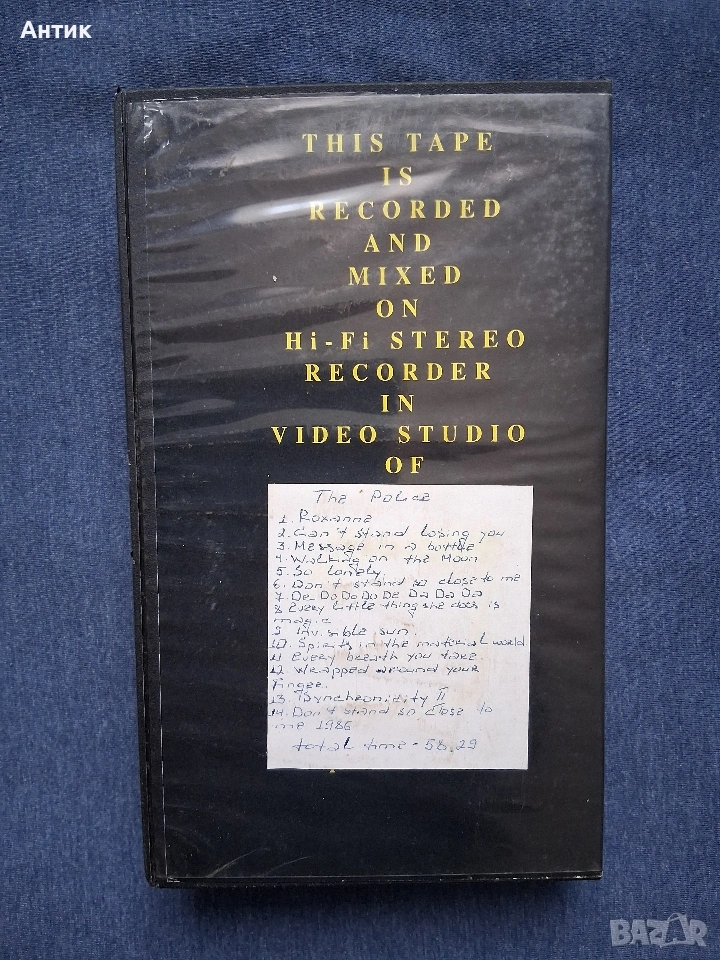 Антик
THIS TAPE
IS
RECORDED
AND
MIXED
ON
Hi-Fi STEREO
RECORDER
IN
VIDEO STUDIO
OF
The Police
1. Roxanne
2. Can't stand losing you
3. Message in a bottle
4. Walking on the Moon
5. So lonely
6. Don't stand so close to me
7. De-Do Do Do De Da Da Da
8 Every little thing she does is
magic
9 Invisible sun.
10. Spirits in the material world
11 Every breath you take
12. Wrapped around your
finger.
13. Synchronicity II
14. Don't stand so close to
me 1986
total time - 58.29
BAZAR